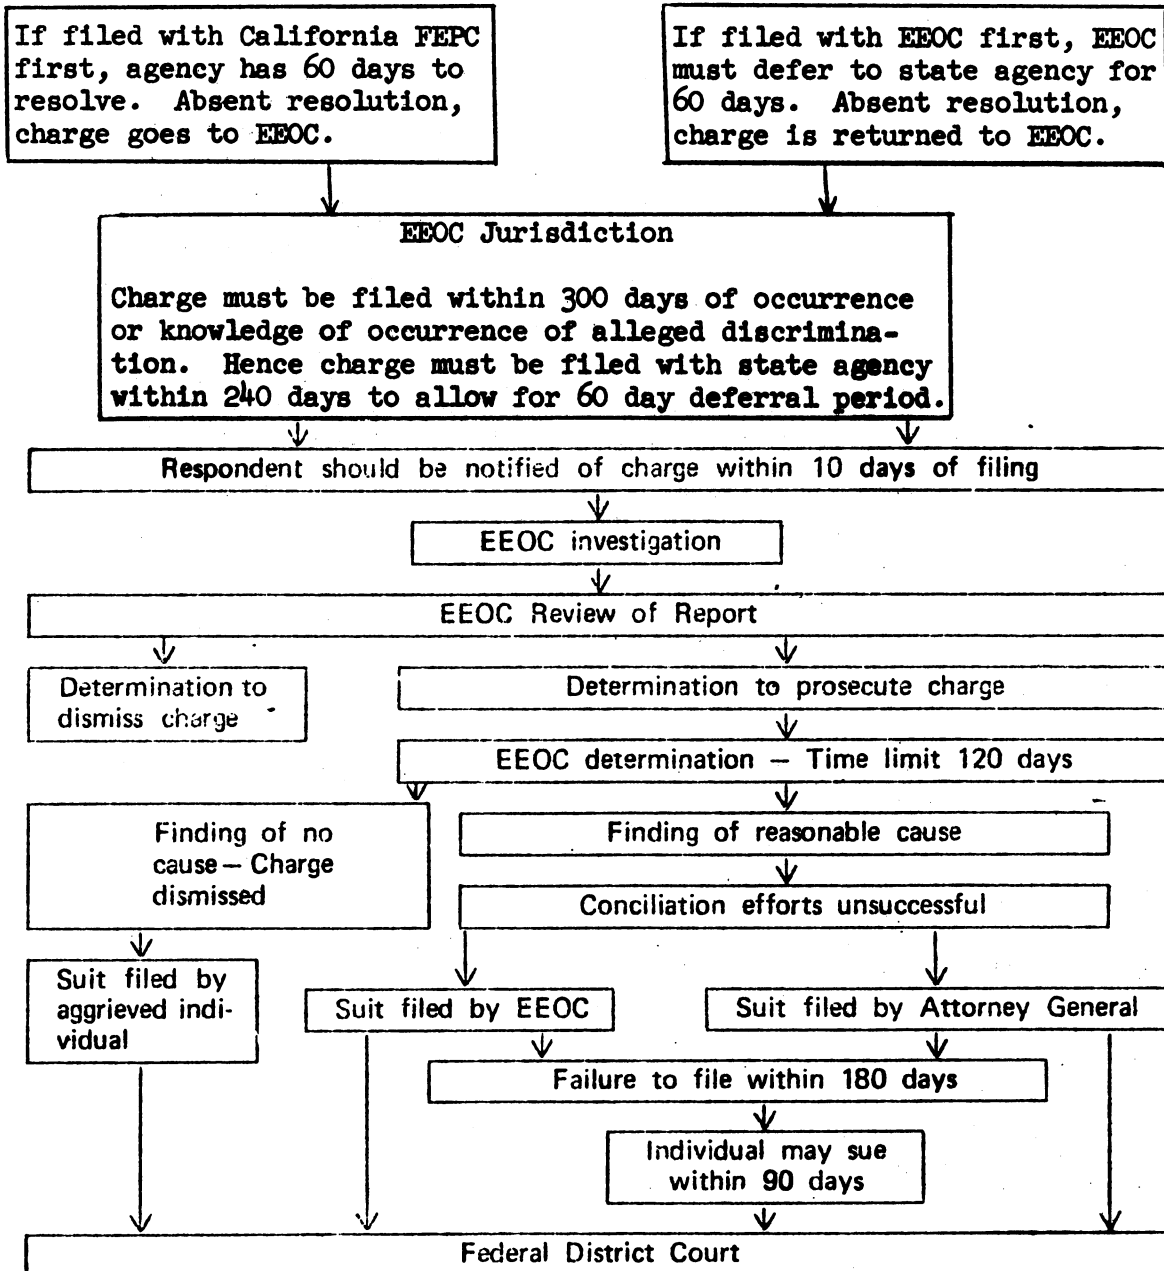 If filed with California FEPC
first, agency has 60 days to
resolve. Absent resolution,
charge goes to EEOC.
If filed with EEOC first, EEOC
must defer to state agency for
60 days. Absent resolution,
charge is returned to EEOC.
EEOC Jurisdiction
Charge must be filed within 300 days of occurrence
or knowledge of occurrence of alleged discrimina-
tion. Hence charge must be filed with state agency
within 240 days to allow for 60 day deferral period.
Respondent should be notified of charge within 10 days of filing
EEOC investigation
EEOC Review of Report
Determination to
dismiss charge
Determination to prosecute charge
EEOC determination — Time limit 120 days
Finding of no
cause — Charge
dismissed
Finding of reasonable cause
Conciliation efforts unsuccessful
Suit filed by
aggrieved indi-
vidual
Suit filed by EEOC
Suit filed by Attorney General
Failure to file within 180 days
Individual may sue
within 90 days
Federal District Court